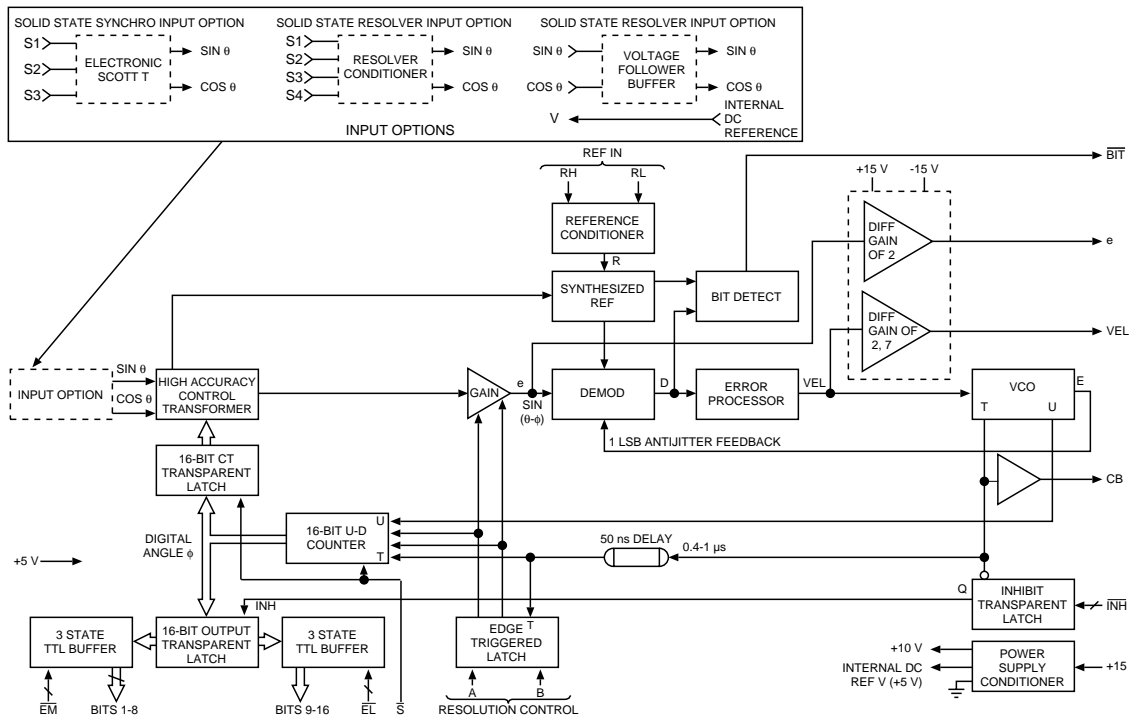 SOLID STATE SYNCHRO INPUT OPTION
S1
S2
S3
ELECTRONIC
SCOTT T
SIN θ
COS θ
SOLID STATE RESOLVER INPUT OPTION
S1
S2
S3
S4
RESOLVER
CONDITIONER
SIN θ
COS θ
SOLID STATE RESOLVER INPUT OPTION
SIN θ
COS θ
VOLTAGE
FOLLOWER
BUFFER
SIN θ
COS θ
V
INTERNAL
DC
REFERENCE
INPUT OPTIONS
REF IN
RH
RL
REFERENCE
CONDITIONER
R
SYNTHESIZED
REF
BIT DETECT
BIT
+15 V
-15 V
DIFF
GAIN
OF 2
e
DIFF
GAIN OF
2, 7
VEL
INPUT OPTION
SIN θ
COS θ
HIGH ACCURACY
CONTROL
TRANSFORMER
GAIN
e
SIN
(θ-ϕ)
DEMOD
D
ERROR
PROCESSOR
VEL
VCO
E
T
U
1 LSB ANTIJITTER FEEDBACK
16-BIT CT
TRANSPARENT
LATCH
CB
DIGITAL
ANGLE ϕ
16-BIT U-D
COUNTER
U
T
50 ns DELAY
0.4-1 µs
+5 V
INH
Q
INHIBIT
TRANSPARENT
LATCH
INH
3 STATE
TTL BUFFER
16-BIT OUTPUT
TRANSPARENT
LATCH
3 STATE
TTL BUFFER
EDGE T
TRIGGERED
LATCH
+10 V
INTERNAL DC
REF V (+5 V)
POWER
SUPPLY
CONDITIONER
+15
EM
BITS 1-8
BITS 9-16
EL
S
A
B
RESOLUTION CONTROL